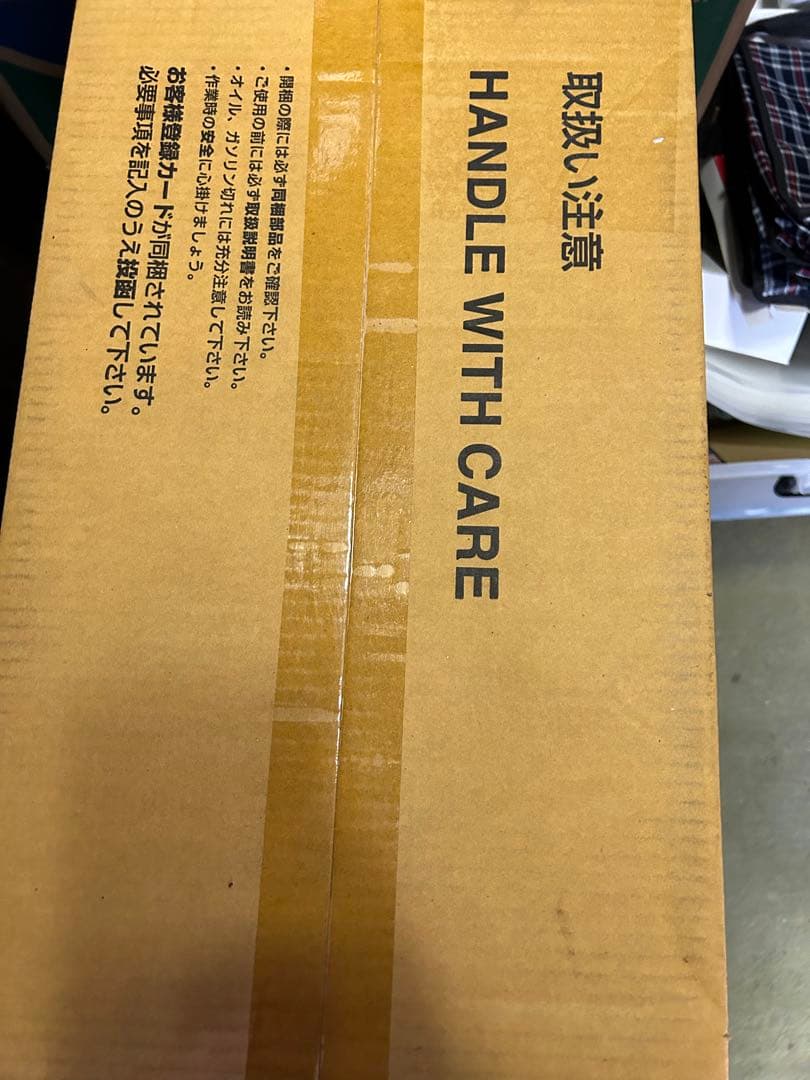 取扱い注意
HANDLE WITH CARE
・開梱の際には必ず同梱部品をご確認下さい。
・ご使用の前には必ず取扱説明書をお読み下さい。
・オイル、ガソリン切れには充分注意して下さい。
・作業時の安全に心掛けましょう。
お客様登録カードが同梱されています。
必要事項を記入のうえ投函して下さい。